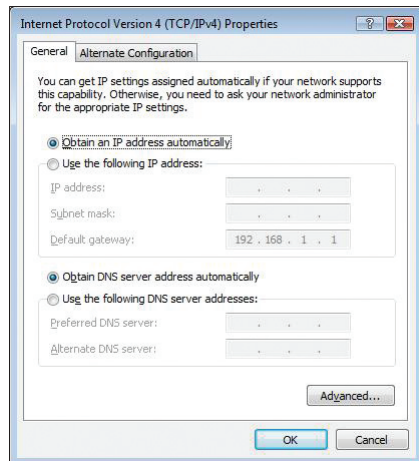 Internet Protocol Version 4 (TCP/IPv4) Properties
General
Alternate Configuration
You can get IP settings assigned automatically if your network supports
this capability. Otherwise, you need to ask your network administrator
for the appropriate IP settings.
Obtain an IP address automatically
Use the following IP address:
IP address:
Subnet mask:
Default gateway: 192 . 168 . 1 . 1
Obtain DNS server address automatically
Use the following DNS server addresses:
Preferred DNS server:
Alternate DNS server:
Advanced...
OK
Cancel